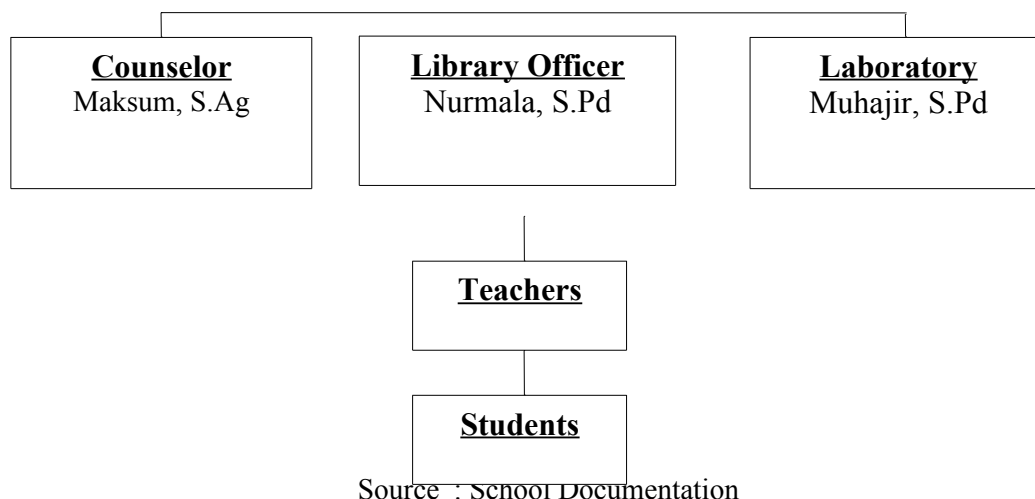 Counselor
Maksum, S.Ag
Library Officer
Nurmala, S.Pd
Laboratory
Muhajir, S.Pd
Teachers
Students
Source : School Documentation